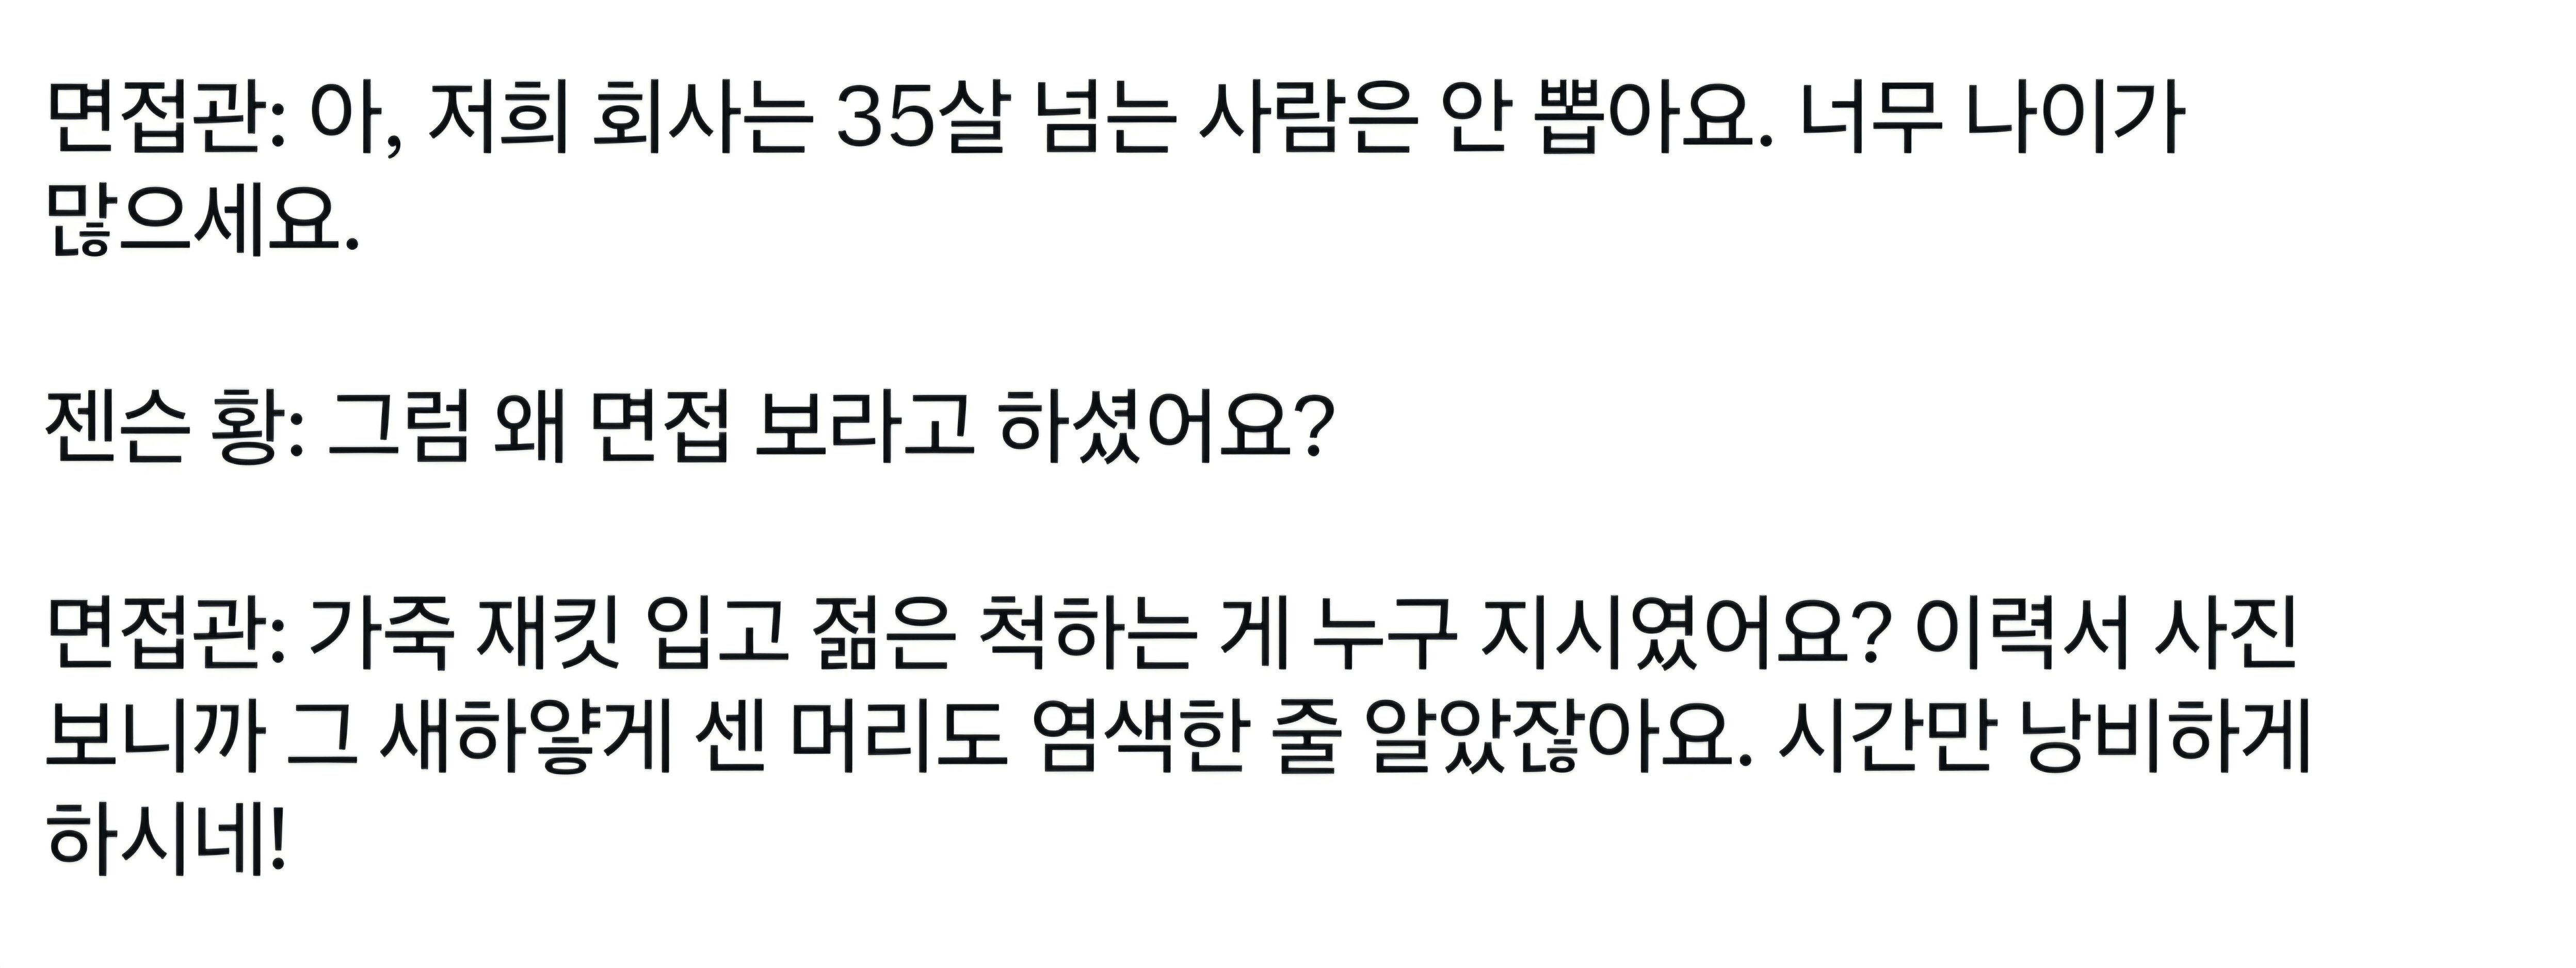 면접관: 아, 저희 회사는 35살 넘는 사람은 안 뽑아요. 너무 나이가
많으세요.
젠슨 황: 그럼 왜 면접 보라고 하셨어요?
면접관: 가죽 재킷 입고 젊은 척하는 게 누구 지시였어요? 이력서 사진
보니까 그 새하얗게 센 머리도 염색한 줄 알았잖아요. 시간만 낭비하게
하시네!